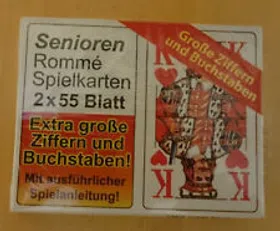 Senioren
Rommé
Spielkarten
2x55 Blatt
Extra große
Ziffern und
Buchstaben!
Mit ausführlicher
Spielanleitung!
Große Ziffern
und Buchstaben
K
K
K
K